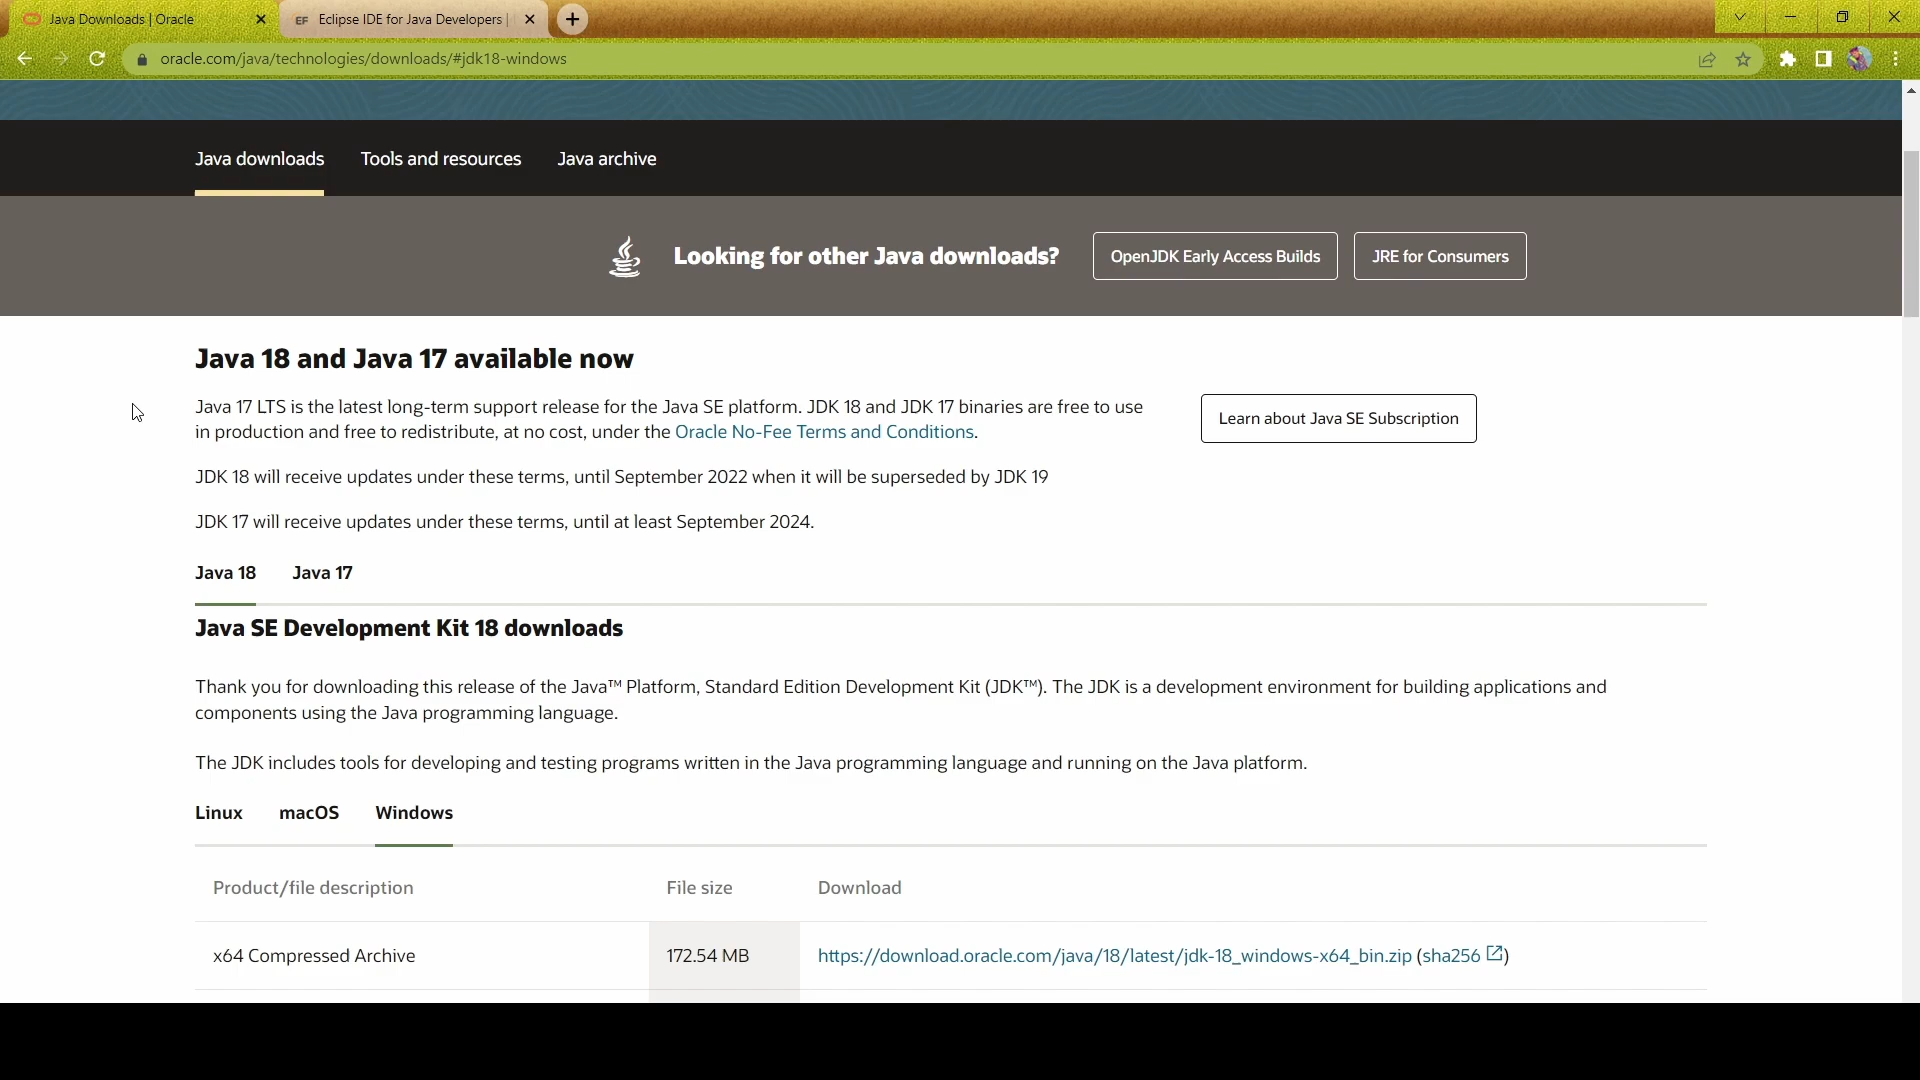 Java Downloads | Oracle
EF Eclipse IDE for Java Developers |
oracle.com/java/technologies/downloads/#jdk18-windows
Java downloads Tools and resources Java archive
Looking for other Java downloads? OpenJDK Early Access Builds JRE for Consumers
Java 18 and Java 17 available now
Java 17 LTS is the latest long-term support release for the Java SE platform. JDK 18 and JDK 17 binaries are free to use
in production and free to redistribute, at no cost, under the Oracle No-Fee Terms and Conditions.
Learn about Java SE Subscription
JDK 18 will receive updates under these terms, until September 2022 when it will be superseded by JDK 19
JDK 17 will receive updates under these terms, until at least September 2024.
Java 18 Java 17
Java SE Development Kit 18 downloads
Thank you for downloading this release of the Java™ Platform, Standard Edition Development Kit (JDK™). The JDK is a development environment for building applications and
components using the Java programming language.
The JDK includes tools for developing and testing programs written in the Java programming language and running on the Java platform.
Linux macOS Windows
Product/file description File size Download
x64 Compressed Archive 172.54 MB https://download.oracle.com/java/18/latest/jdk-18_windows-x64_bin.zip (sha256)